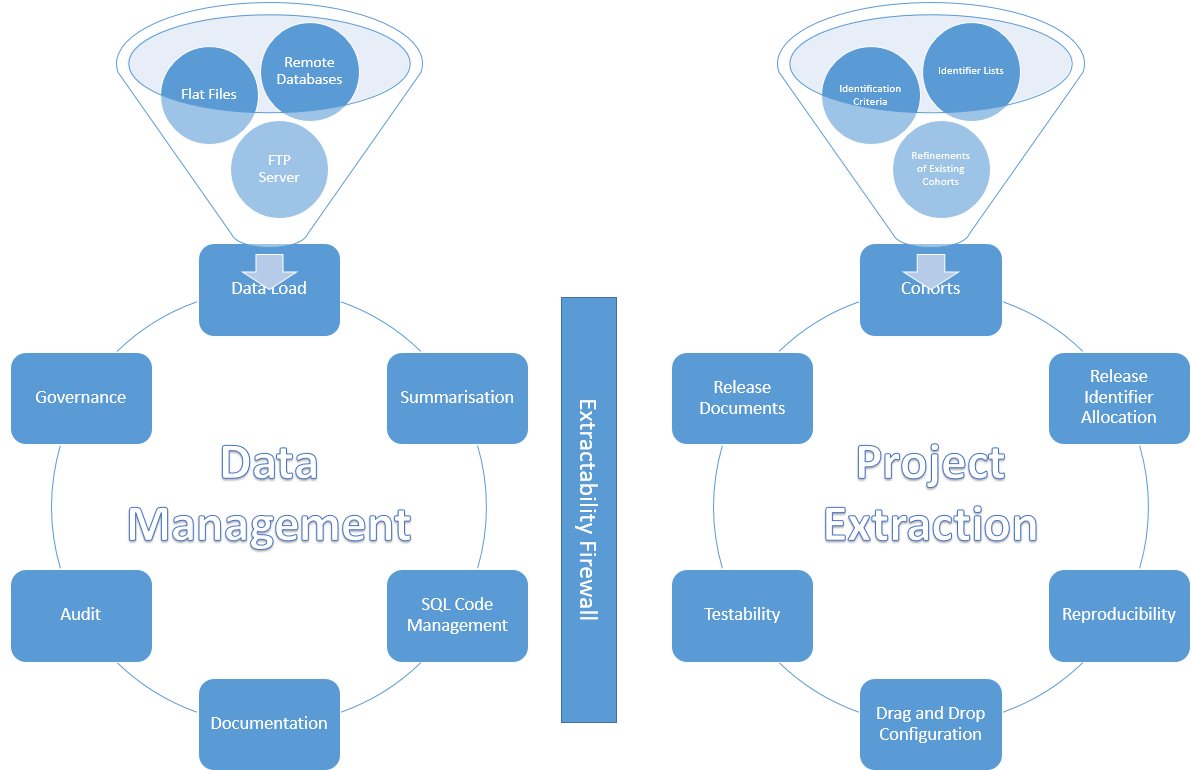 Remote
Databases
Flat Files
FTP
Server
Data Load
Governance
Summarisation
Data
Management
Audit
SQL Code
Management
Documentation
Extractability Firewall
Identifier Lists
Identification
Criteria
Refinements
of Existing
Cohorts
Cohorts
Release
Documents
Release
Identifier
Allocation
Project
Extraction
Testability
Reproducibility
Drag and Drop
Configuration